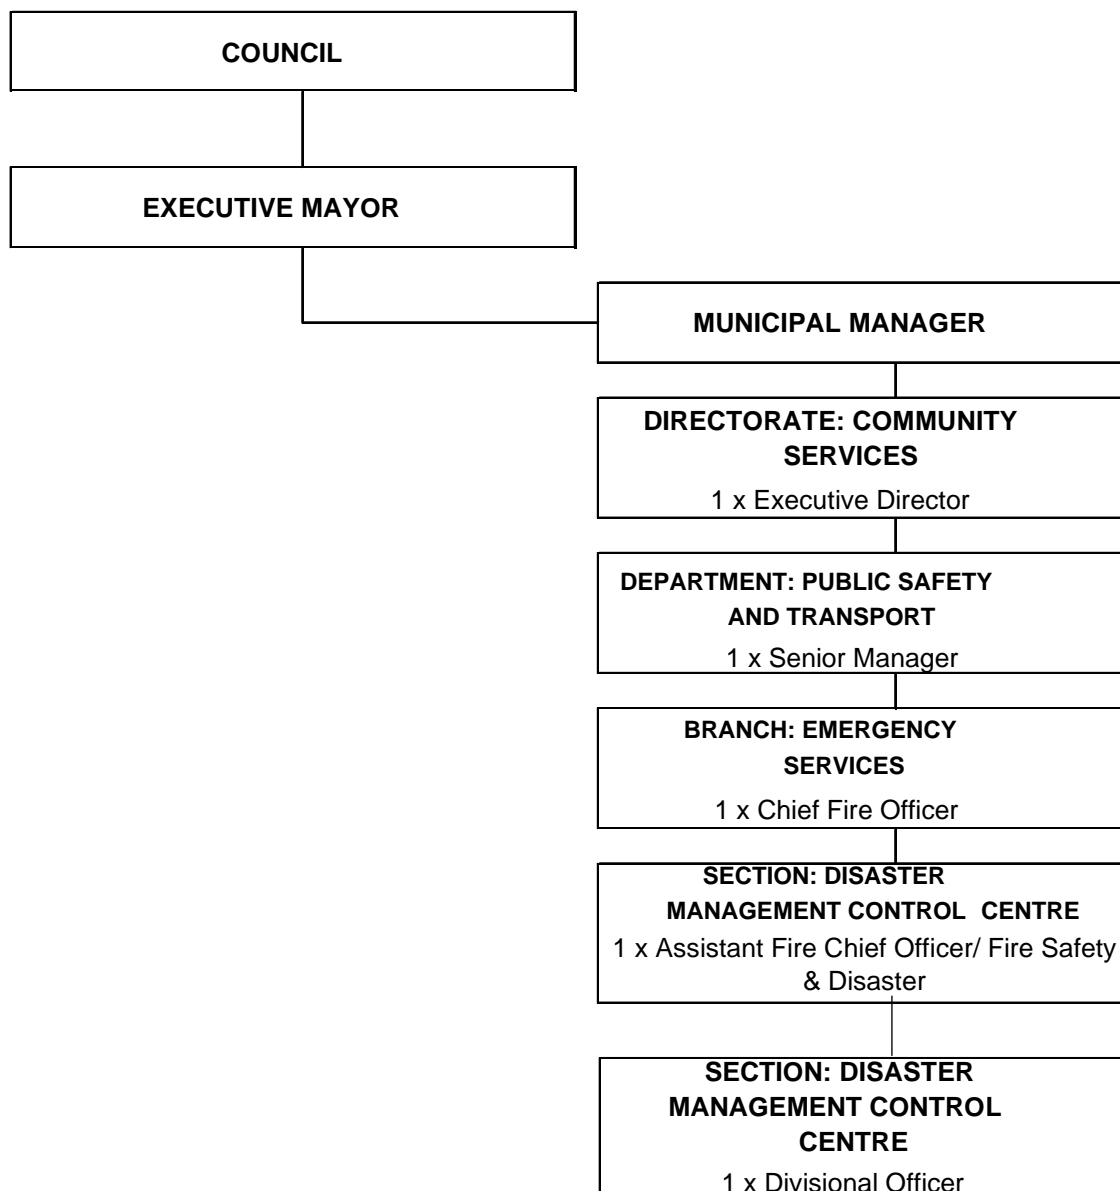 COUNCIL
EXECUTIVE MAYOR
MUNICIPAL MANAGER
DIRECTORATE: COMMUNITY
SERVICES
1 x Executive Director
DEPARTMENT: PUBLIC SAFETY
AND TRANSPORT
1 x Senior Manager
BRANCH: EMERGENCY
SERVICES
1 x Chief Fire Officer
SECTION: DISASTER
MANAGEMENT CONTROL CENTRE
1 x Assistant Fire Chief Officer/ Fire Safety
& Disaster
SECTION: DISASTER
MANAGEMENT CONTROL
CENTRE
1 x Divisional Officer